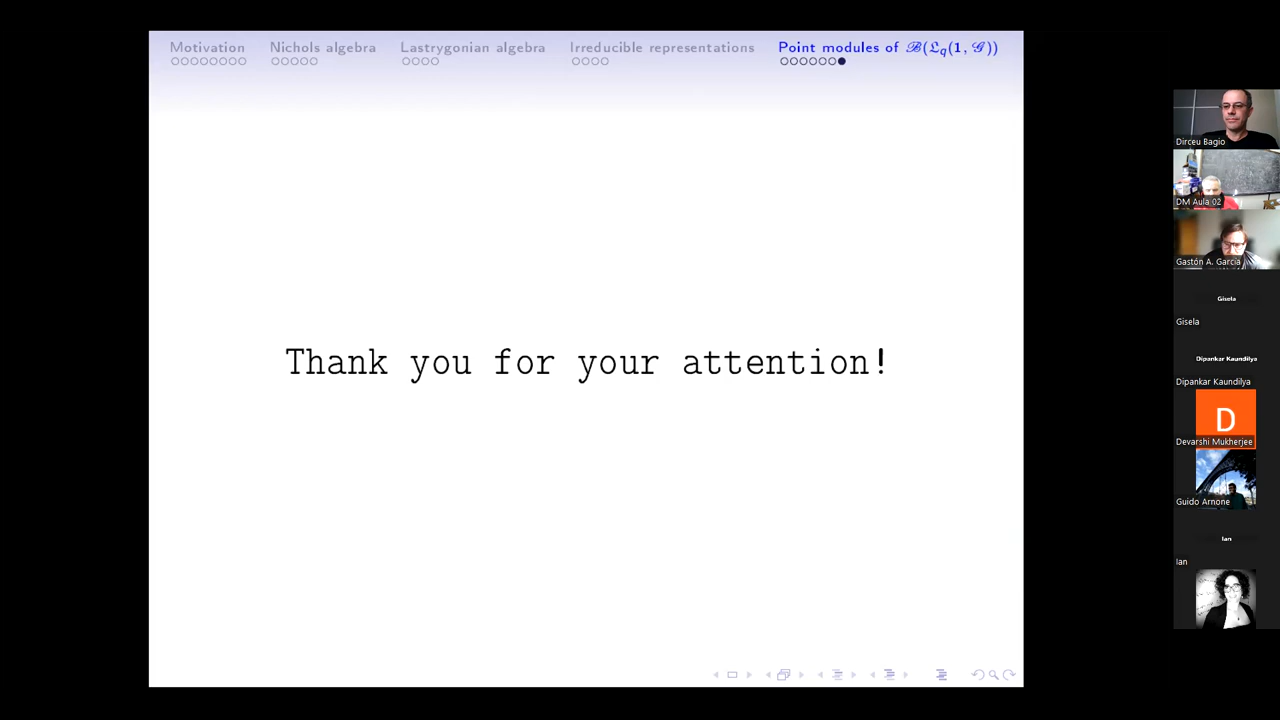 Motivation Nichols algebra Lastrygonian algebra Irreducible representations Point modules of ℬ(𝔏q(1, 𝒢))
Thank you for your attention!
Dirceu Bagio
DM Aula 02
Gastón A. García
Gisela
Gisela
Dipankar Kaundilya
Dipankar Kaundilya
D
Devarshi Mukherjee
Guido Arnone
Ian
Ian